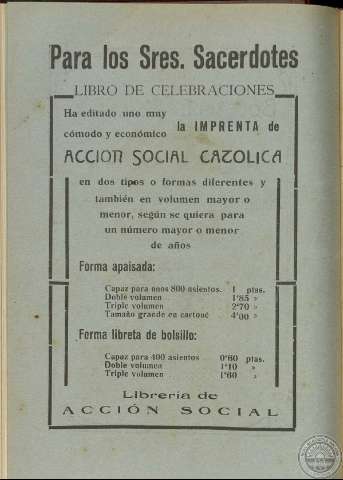 Para los Sres. Sacerdotes
LIBRO DE CELEBRACIONES
Ha editado uno muy
cómodo y económico la IMPRENTA de
ACCION SOCIAL CAZOLICA
en dos tipos o formas diferentes y
también en volumen mayor o
menor, según se quiera para
un número mayor o menor
de años
Forma apaisada:
Capaz para unos 800 asientos. 1 ptas.
Doble volumen 1'85 »
Triple volumen 2'70 »
Tamaño grande en cartoné 4'00 »
Forma libreta de bolsillo:
Capaz para 400 asientos 0'60 ptas.
Doble volumen 1'10 »
Triple volumen 1'60 »
Librería de
ACCIÓN SOCIAL